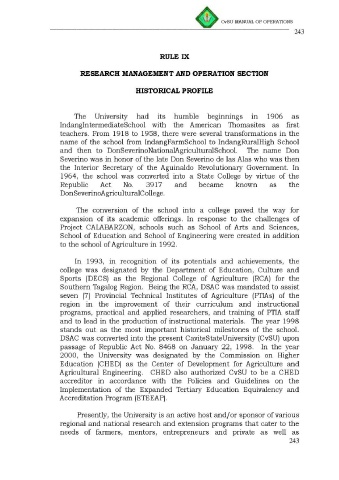 CvSU MANUAL OF OPERATIONS
243
RULE IX
RESEARCH MANAGEMENT AND OPERATION SECTION
HISTORICAL PROFILE
The University had its humble beginnings in 1906 as
IndangIntermediateSchool with the American Thomasites as first
teachers. From 1918 to 1958, there were several transformations in the
name of the school from IndangFarmSchool to IndangRuralHigh School
and then to DonSeverinoNationalAgriculturalSchool. The name Don
Severino was in honor of the late Don Severino de las Alas who was then
the Interior Secretary of the Aguinaldo Revolutionary Government. In
1964, the school was converted into a State College by virtue of the
Republic Act No. 3917 and became known as the
DonSeverinoAgriculturalCollege.
The conversion of the school into a college paved the way for
expansion of its academic offerings. In response to the challenges of
Project CALABARZON, schools such as School of Arts and Sciences,
School of Education and School of Engineering were created in addition
to the school of Agriculture in 1992.
In 1993, in recognition of its potentials and achievements, the
college was designated by the Department of Education, Culture and
Sports (DECS) as the Regional College of Agriculture (RCA) for the
Southern Tagalog Region. Being the RCA, DSAC was mandated to assist
seven (7) Provincial Technical Institutes of Agriculture (PTIAs) of the
region in the improvement of their curriculum and instructional
programs, practical and applied researches, and training of PTIA staff
and to lead in the production of instructional materials. The year 1998
stands out as the most important historical milestones of the school.
DSAC was converted into the present CaviteStateUniversity (CvSU) upon
passage of Republic Act No. 8468 on January 22, 1998. In the year
2000, the University was designated by the Commission on Higher
Education (CHED) as the Center of Development for Agriculture and
Agricultural Engineering. CHED also authorized CvSU to be a CHED
accreditor in accordance with the Policies and Guidelines on the
Implementation of the Expanded Tertiary Education Equivalency and
Accreditation Program (ETEEAP).
Presently, the University is an active host and/or sponsor of various
regional and national research and extension programs that cater to the
needs of farmers, mentors, entrepreneurs and private as well as
243